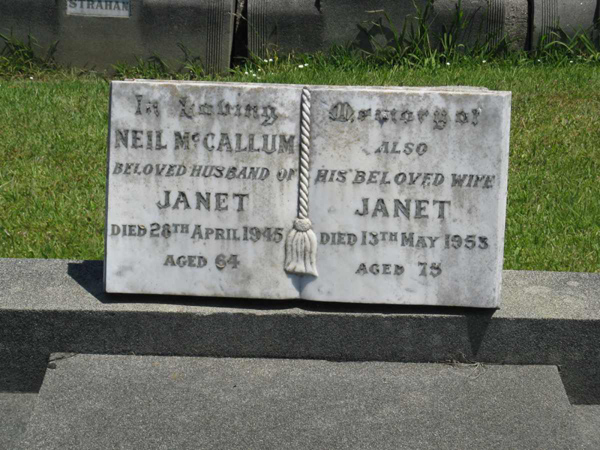 STRAHAN
In Loving
NEIL McCALLUM
BELOVED HUSBAND OF
JANET
DIED 26TH APRIL 1945
AGED 64
Memory of
ALSO
HIS BELOVED WIFE
JANET
DIED 13TH MAY 1953
AGED 75